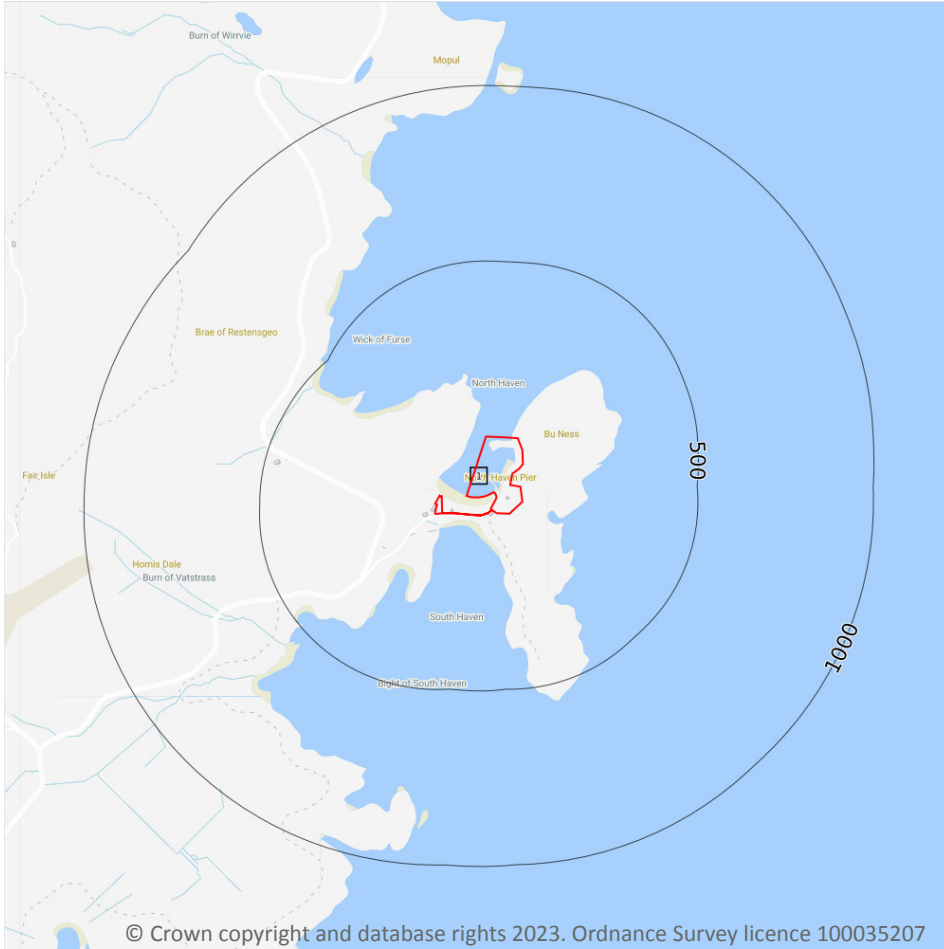 Burn of Wirrvie
Mopul
Brae of Restensgeo
Wick of Furse
North Haven
Bu Ness
500
Fair Isle
1
North Haven Pier
Homis Dale
Burn of Vatstrass
South Haven
1000
Bight of South Haven
© Crown copyright and database rights 2023. Ordnance Survey licence 100035207